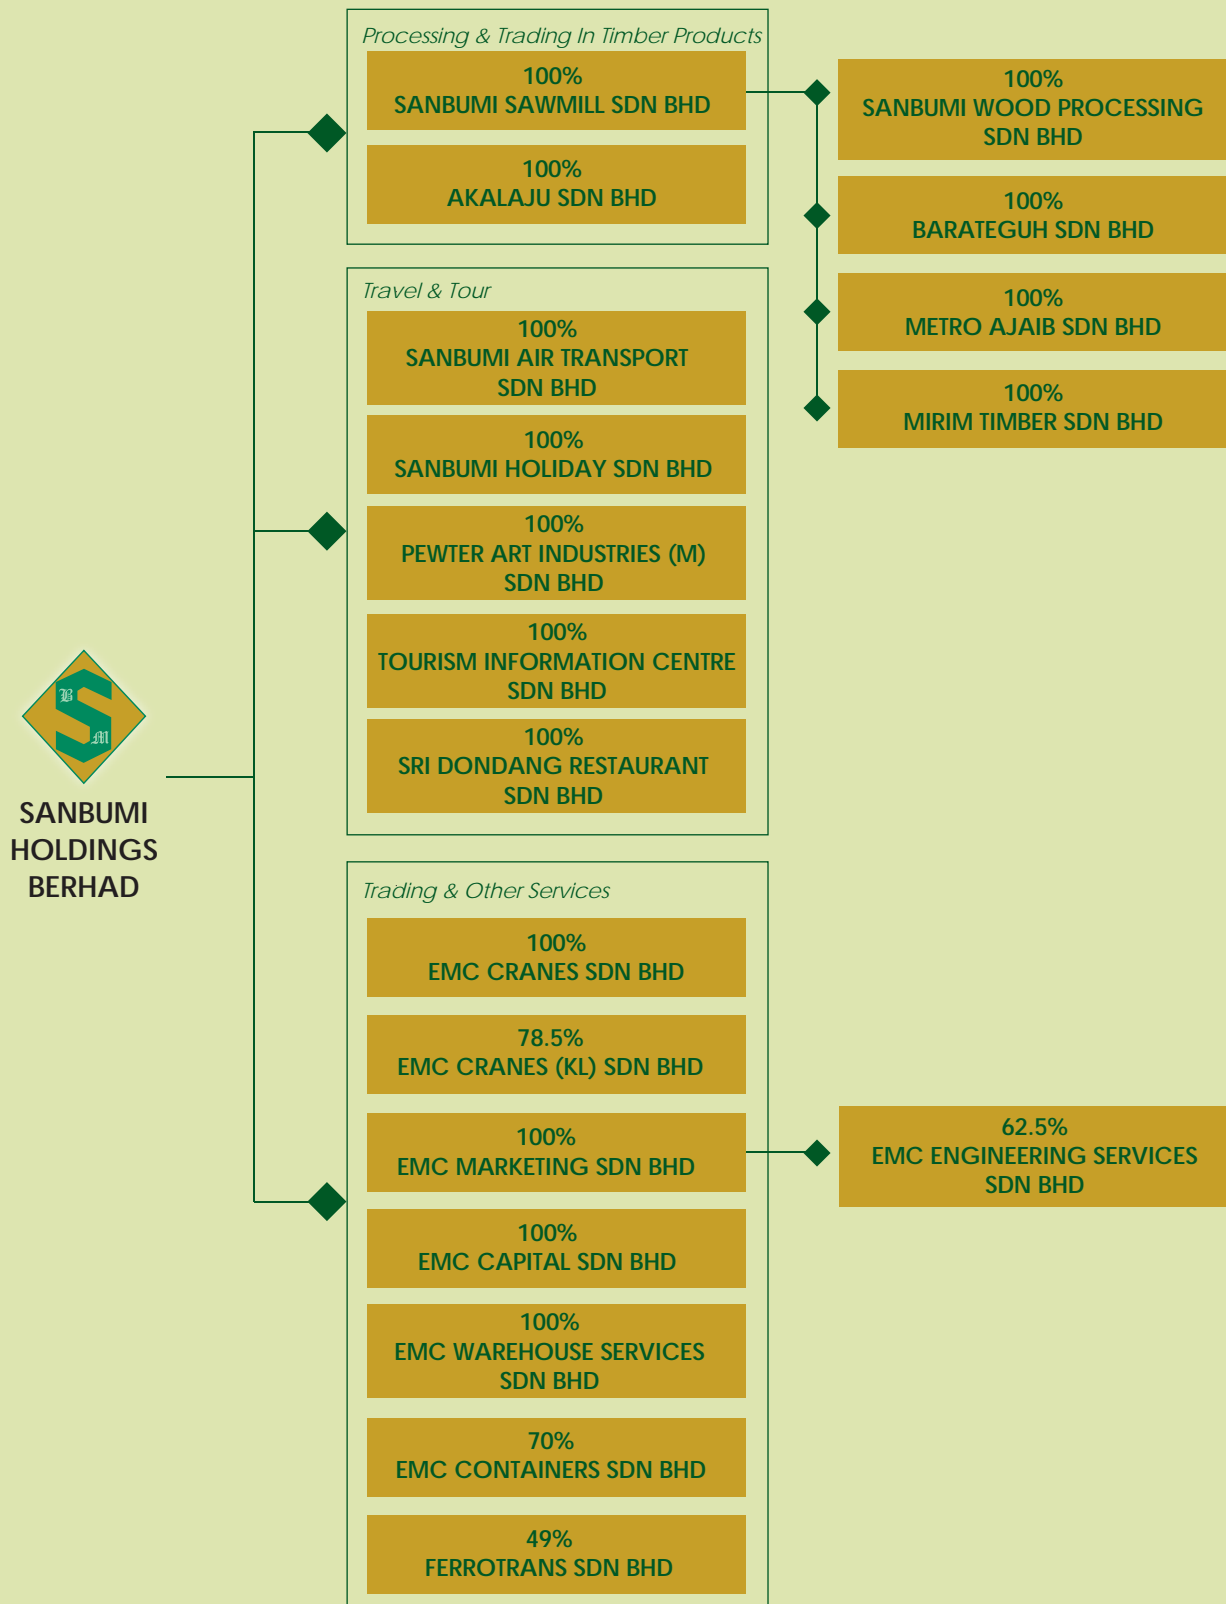 Processing & Trading In Timber Products
100%
SANBUMI SAWMILL SDN BHD
100%
AKALAJU SDN BHD
100%
SANBUMI WOOD PROCESSING
SDN BHD
100%
BARATEGUH SDN BHD
100%
METRO AJAIB SDN BHD
100%
MIRIM TIMBER SDN BHD
Travel & Tour
100%
SANBUMI AIR TRANSPORT
SDN BHD
100%
SANBUMI HOLIDAY SDN BHD
100%
PEWTER ART INDUSTRIES (M)
SDN BHD
100%
TOURISM INFORMATION CENTRE
SDN BHD
100%
SRI DONDANG RESTAURANT
SDN BHD
B
S
M
SANBUMI
HOLDINGS
BERHAD
Trading & Other Services
100%
EMC CRANES SDN BHD
78.5%
EMC CRANES (KL) SDN BHD
100%
EMC MARKETING SDN BHD
62.5%
EMC ENGINEERING SERVICES
SDN BHD
100%
EMC CAPITAL SDN BHD
100%
EMC WAREHOUSE SERVICES
SDN BHD
70%
EMC CONTAINERS SDN BHD
49%
FERROTRANS SDN BHD